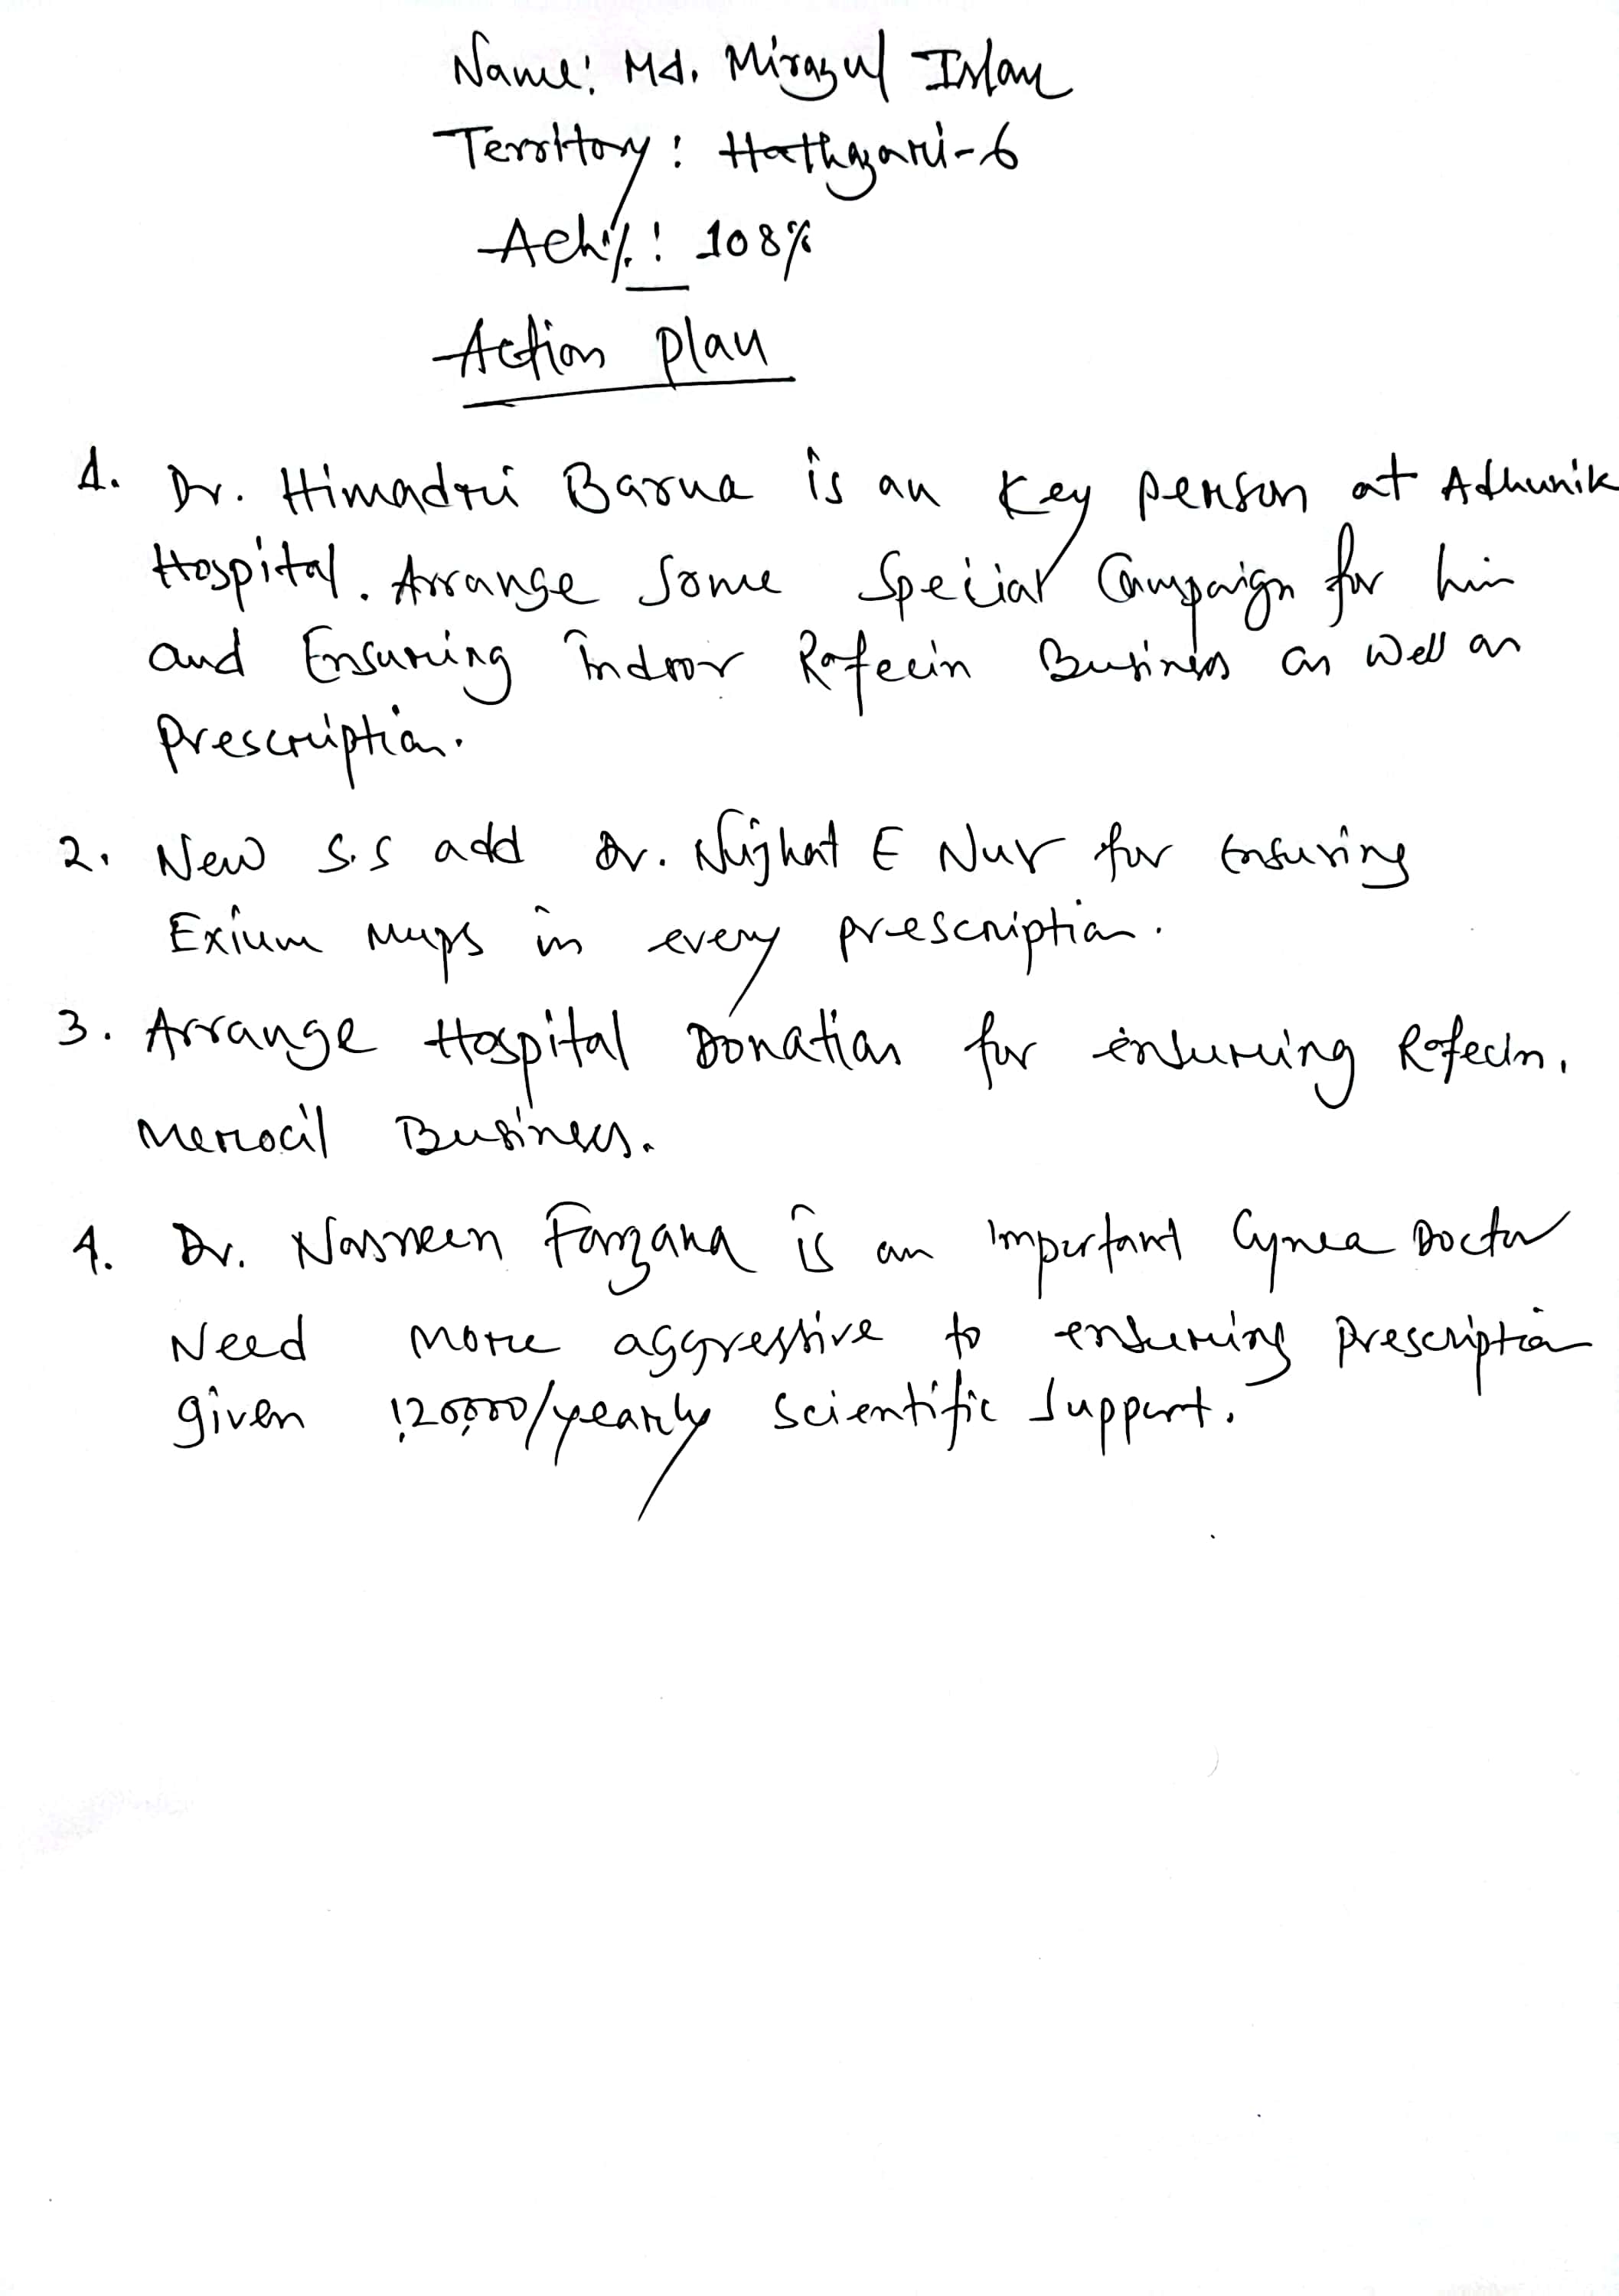 Name: Md. Mirazul Islam
Territory: Hathazari-6
Ach%: 108%
Action plan
1. Dr. Himadri Barua is an key person at Adhunik
Hospital. Arrange some special campaign for him
and Ensuring indoor Rofecin Business as well as
prescription.
2. New S.S add Dr. Nighat E Nur for Ensuring
Exium mups in every prescription.
3. Arrange Hospital Donation for ensuring Rofecin,
Merocil Business.
4. Dr. Nasreen Farzana is an important Gynea Doctor
Need more aggressive to ensuring prescription
given 1,20,000/yearly scientific support.